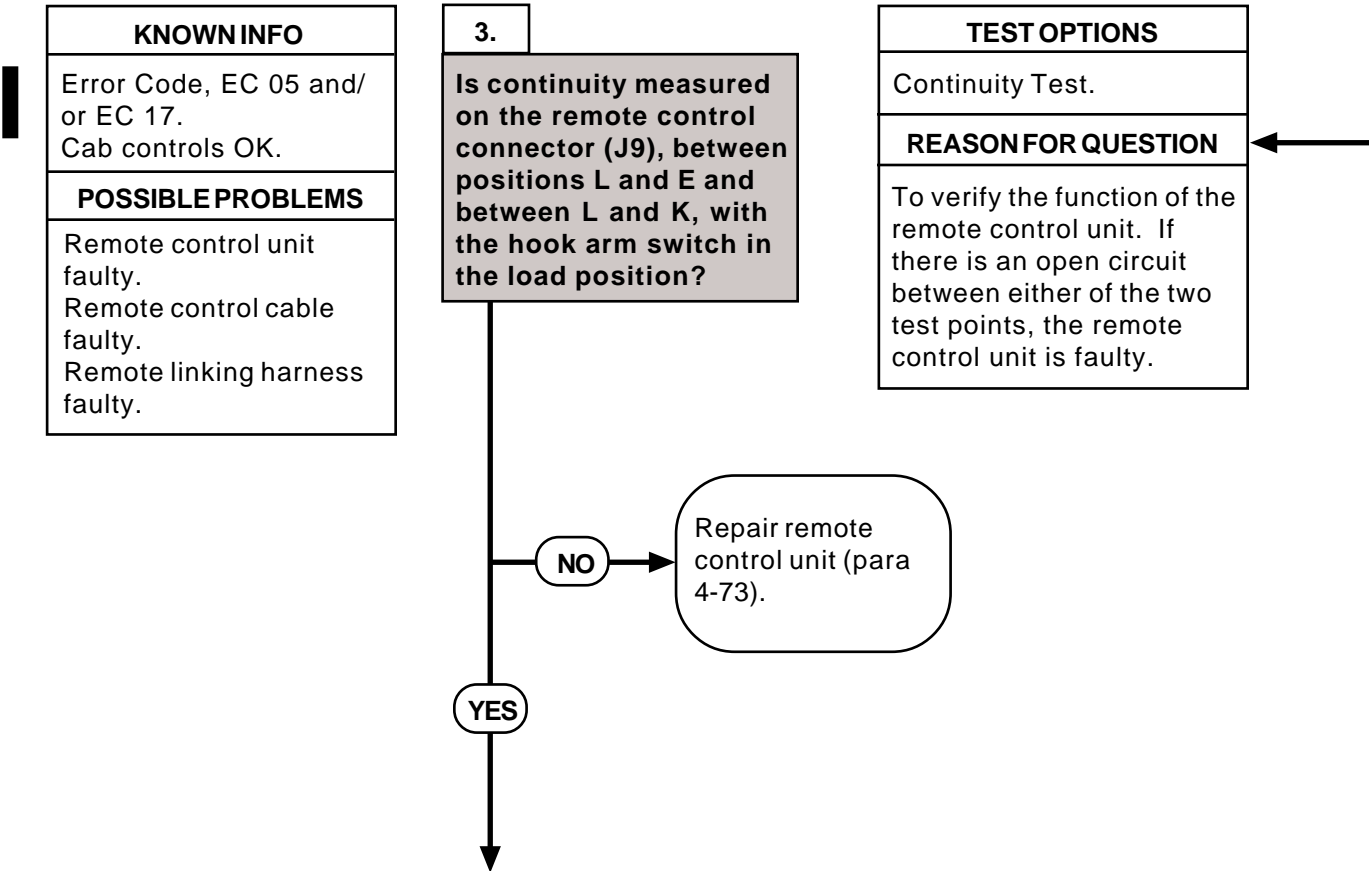 KNOWN INFO
Error Code, EC 05 and/
or EC 17.
Cab controls OK.
POSSIBLE PROBLEMS
Remote control unit
faulty.
Remote control cable
faulty.
Remote linking harness
faulty.
3.
Is continuity measured
on the remote control
connector (J9), between
positions L and E and
between L and K, with
the hook arm switch in
the load position?
TEST OPTIONS
Continuity Test.
REASON FOR QUESTION
To verify the function of the
remote control unit. If
there is an open circuit
between either of the two
test points, the remote
control unit is faulty.
NO
Repair remote
control unit (para
4-73).
YES